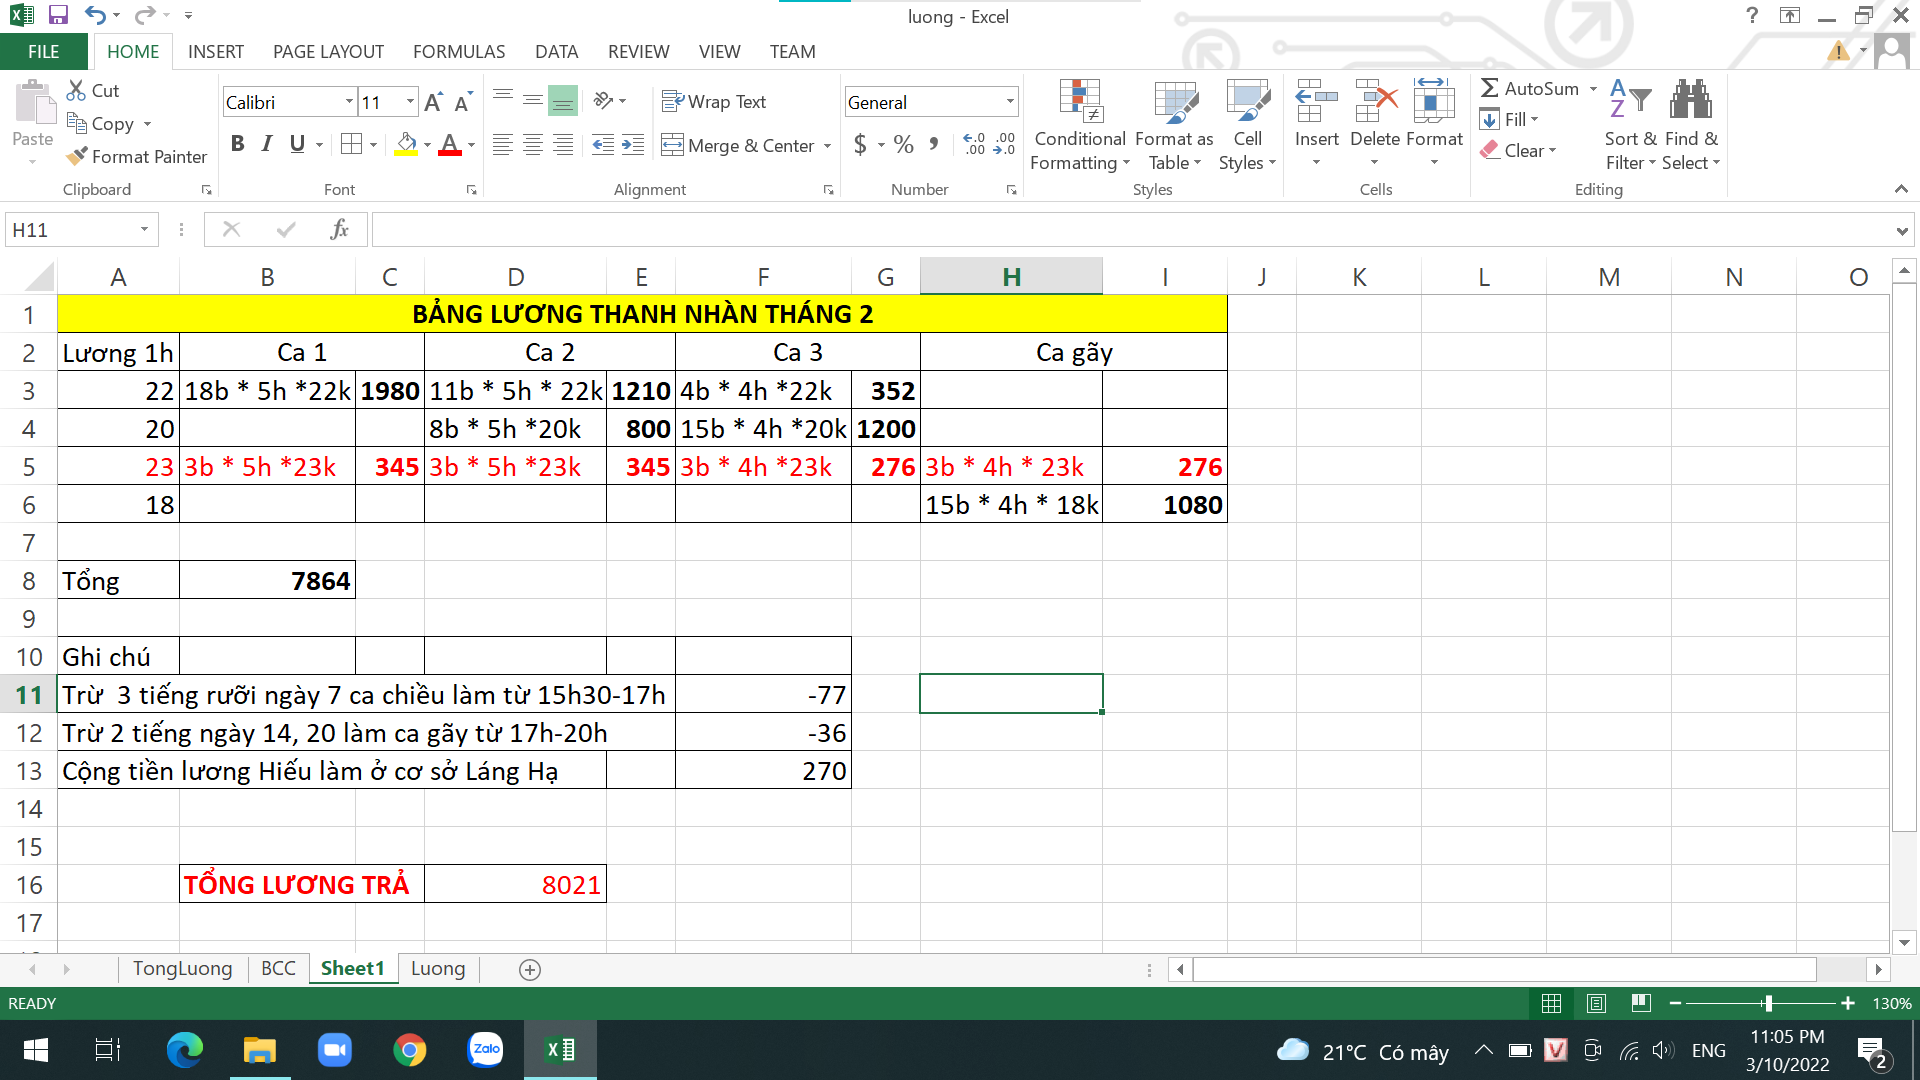 luong - Excel
FILE HOME INSERT PAGE LAYOUT FORMULAS DATA REVIEW VIEW TEAM
Paste
Cut
Copy
Format Painter
Clipboard
Calibri 11
B I U
Font
Wrap Text
Merge & Center
Alignment
General
$ % ,
Number
Conditional Formatting
Format as Table
Cell Styles
Styles
Insert Delete Format
Cells
AutoSum
Fill
Clear
Sort & Filter
Find & Select
Editing
H11
fx
A B C D E F G H I J K L M N O
1 BẢNG LƯƠNG THANH NHÀN THÁNG 2
2 Lương 1h Ca 1 Ca 2 Ca 3 Ca gãy
3 22 18b * 5h *22k 1980 11b * 5h * 22k 1210 4b * 4h *22k 352
4 20 8b * 5h *20k 800 15b * 4h *20k 1200
5 23 3b * 5h *23k 345 3b * 5h *23k 345 3b * 4h *23k 276 3b * 4h * 23k 276
6 18 15b * 4h * 18k 1080
7
8 Tổng 7864
9
10 Ghi chú
11 Trừ  3 tiếng rưỡi ngày 7 ca chiều làm từ 15h30-17h -77
12 Trừ 2 tiếng ngày 14, 20 làm ca gãy từ 17h-20h -36
13 Cộng tiền lương Hiếu làm ở cơ sở Láng Hạ 270
14
15
16 TỔNG LƯƠNG TRẢ 8021
17
TongLuong BCC Sheet1 Luong
READY 130%
Zalo
21°C Có mây ENG 11:05 PM
3/10/2022 2